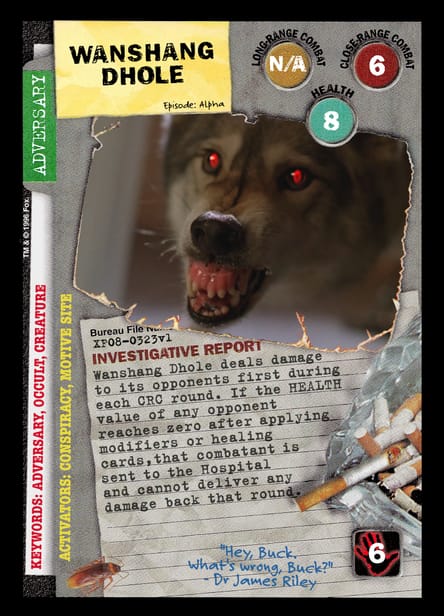 WANSHANG
DHOLE
Episode: Alpha
LONG-RANGE COMBAT
N/A
CLOSE-RANGE COMBAT
6
HEALTH
8
ADVERSARY
TM & © 1996 Fox.
KEYWORDS: ADVERSARY, OCCULT, CREATURE
ACTIVATORS: CONSPIRACY, MOTIVE SITE
Bureau File
XF08-0323v1
INVESTIGATIVE REPORT
Wanshang Dhole deals damage
to its opponents first during
each CRC round. If the HEALTH
value of any opponent
reaches zero after applying
modifiers or healing
cards,that combatant is
sent to the Hospital
and cannot deliver any
damage back that round.
"Hey, Buck.
What's wrong, Buck?"
- Dr James Riley
6